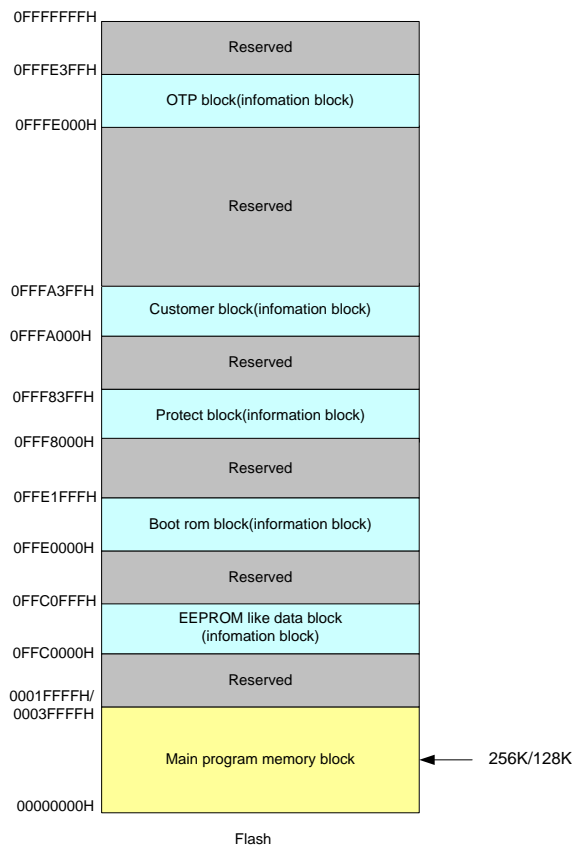 0FFFFFFFH
Reserved
0FFFE3FFH
OTP block(infomation block)
0FFFE000H
Reserved
0FFFA3FFH
Customer block(infomation block)
0FFFA000H
Reserved
0FFF83FFH
Protect block(information block)
0FFF8000H
Reserved
0FFE1FFFH
Boot rom block(information block)
0FFE0000H
Reserved
0FFC0FFFH
EEPROM like data block
(infomation block)
0FFC0000H
Reserved
0001FFFFH/
0003FFFFH
Main program memory block
256K/128K
00000000H
Flash